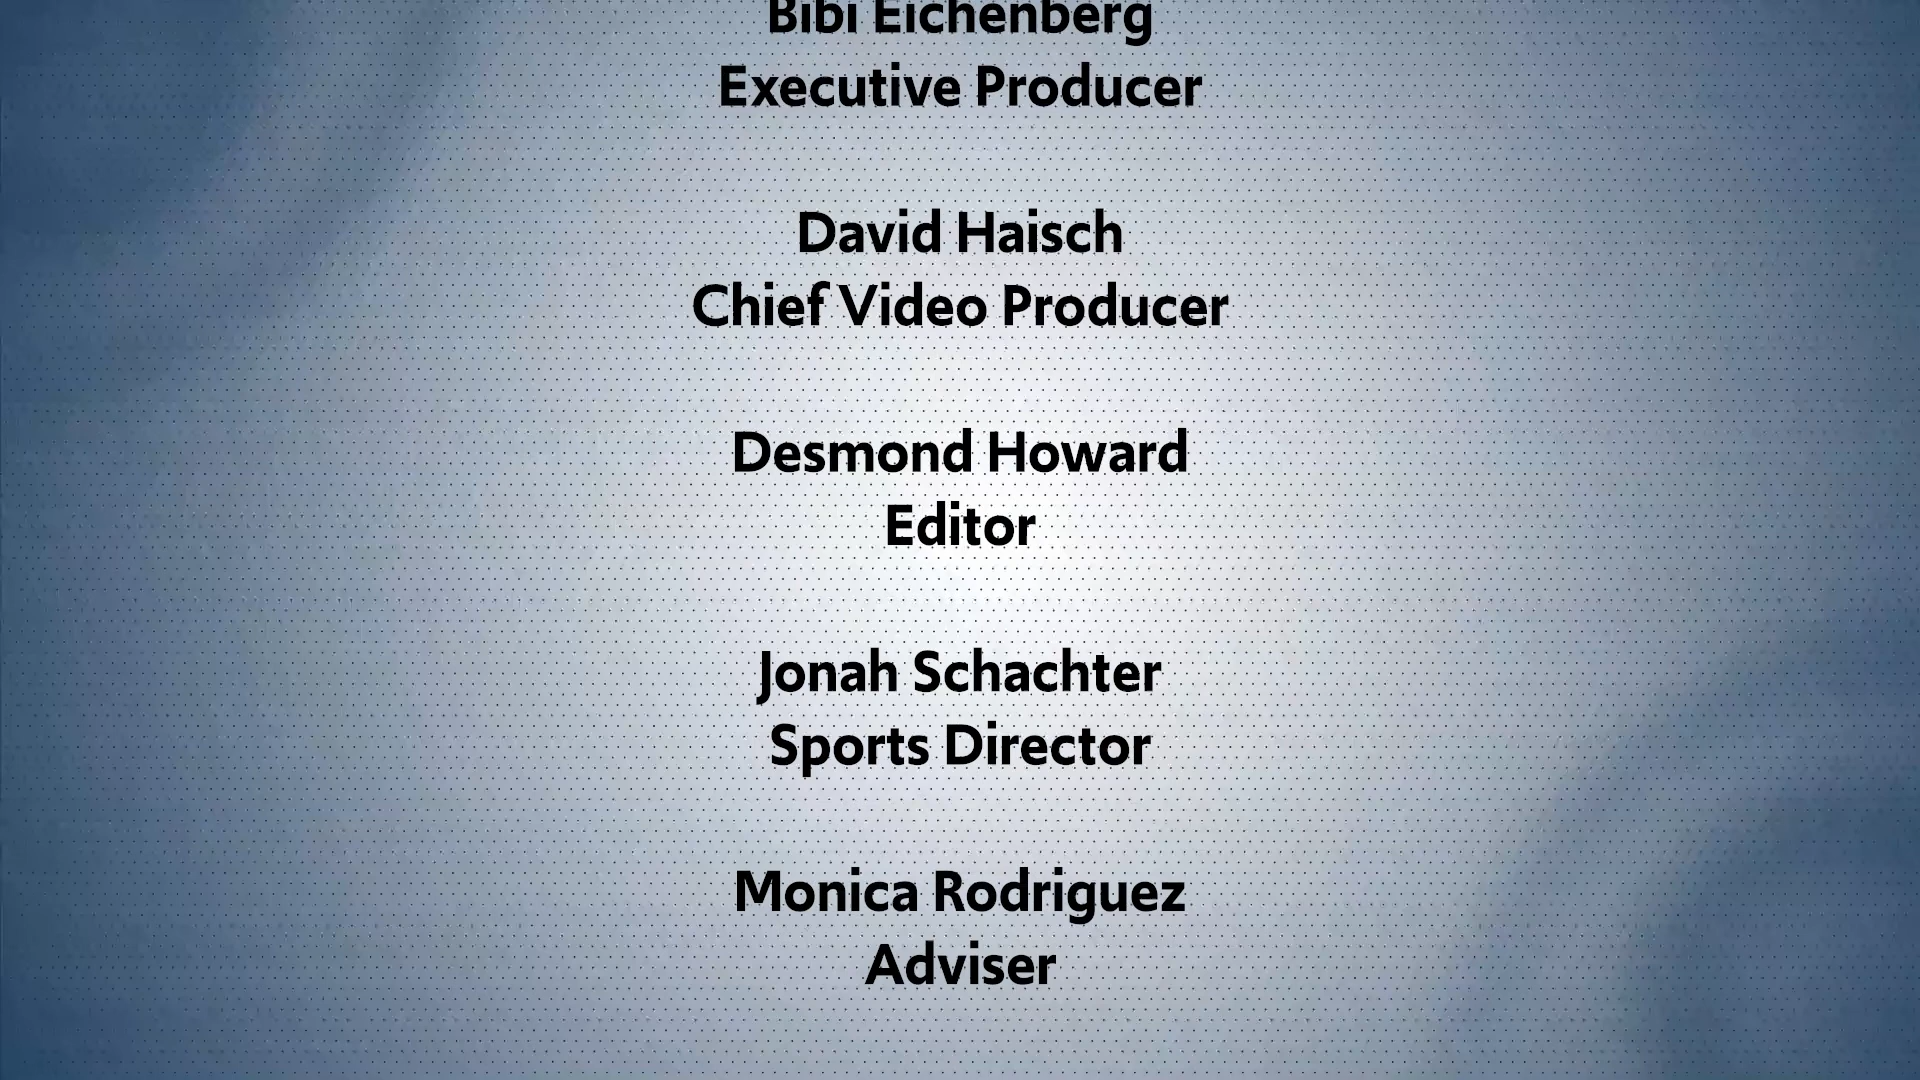 Bibi Eichenberg
Executive Producer
David Haisch
Chief Video Producer
Desmond Howard
Editor
Jonah Schachter
Sports Director
Monica Rodriguez
Adviser